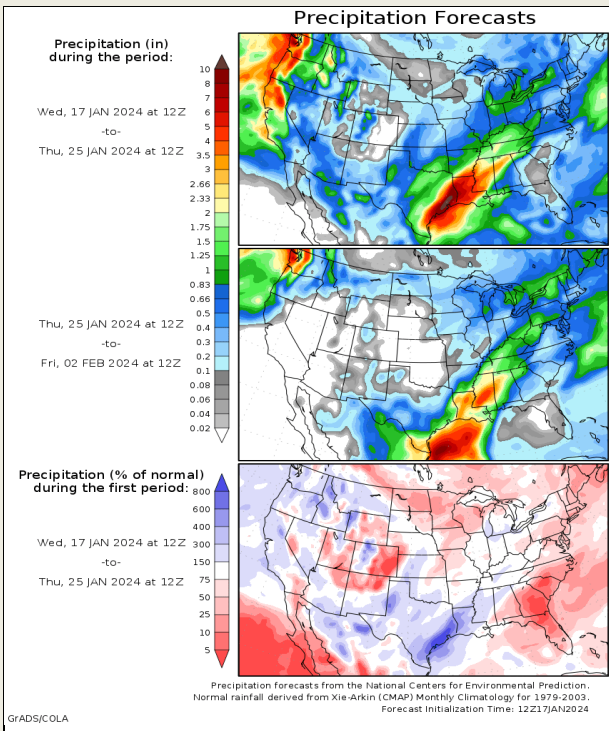 Precipitation Forecasts
Precipitation (in)
during the period:
Wed, 17 JAN 2024 at 12Z
-to-
Thu, 25 JAN 2024 at 12Z
10
8
7
6
5
4
3.5
3
2.66
2.33
2
1.75
1.5
1.25
1
0.83
0.66
0.5
0.4
0.3
0.2
0.1
0.08
0.06
0.04
0.02
Thu, 25 JAN 2024 at 12Z
-to-
Fri, 02 FEB 2024 at 12Z
Precipitation (% of normal)
during the first period:
Wed, 17 JAN 2024 at 12Z
-to-
Thu, 25 JAN 2024 at 12Z
800
600
400
300
150
75
50
25
10
5
Precipitation forecasts from the National Centers for Environmental Prediction.
Normal rainfall derived from Xie-Arkin (CMAP) Monthly Climatology for 1979-2003.
Forecast Initialization Time: 12Z17JAN2024
GrADS/COLA